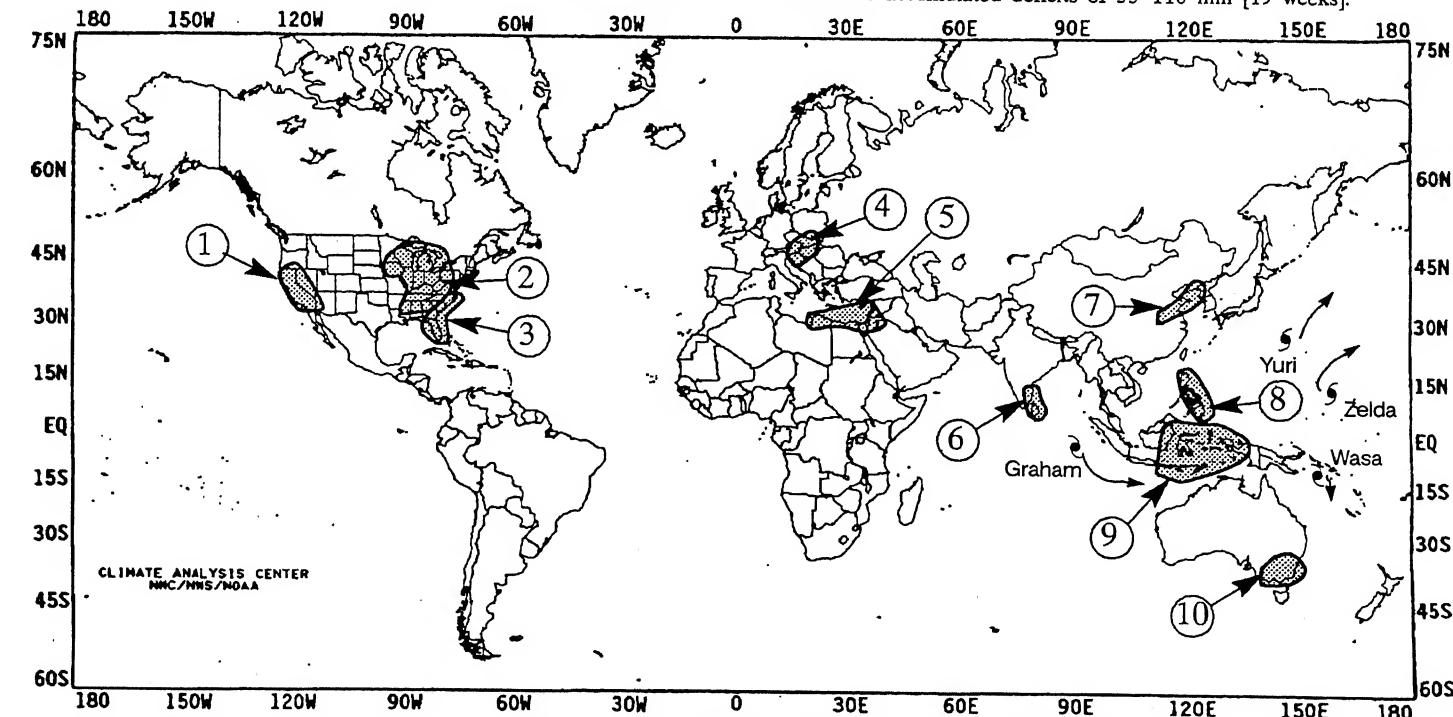 accumulated deficits of 55-110 mm [19 weeks].
180 150W 120W 90W 60W 30W 0 30E 60E 90E 120E 150E 180
75N 75N
60N 60N
4
5
1
45N 45N
2
7
30N 30N
3
Yuri
15N 15N
8
Zelda
6
EQ EQ
Graham
Wasa
15S 15S
9
30S 30S
CLIMATE ANALYSIS CENTER
NMC/NWS/NOAA
45S 45S
10
60S 60S
180 150W 120W 90W 60W 30W 0 30E 60E 90E 120E 150E 180